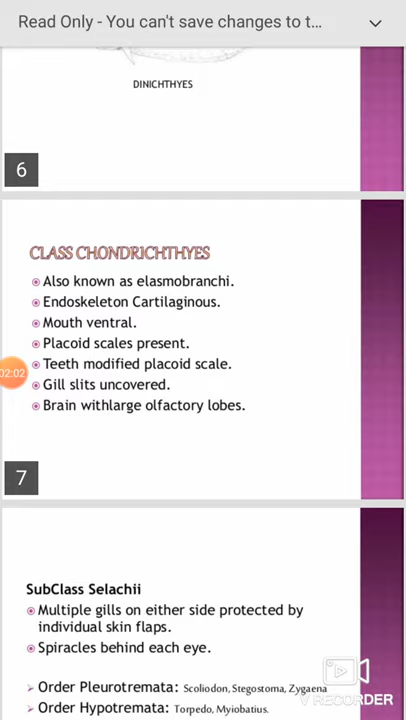 Read Only - You can't save changes to t...
DINICHTHYES
6
CLASS CHONDRICHTHYES
Also known as elasmobranchi.
Endoskeleton Cartilaginous.
Mouth ventral.
Placoid scales present.
Teeth modified placoid scale.
02:02
Gill slits uncovered.
Brain withlarge olfactory lobes.
7
SubClass Selachii
Multiple gills on either side protected by
individual skin flaps.
Spiracles behind each eye.
Order Pleurotremata: Scoliodon, Stegostoma, Zygaena
Order Hypotremata: Torpedo, Myiobatius.
V RECORDER